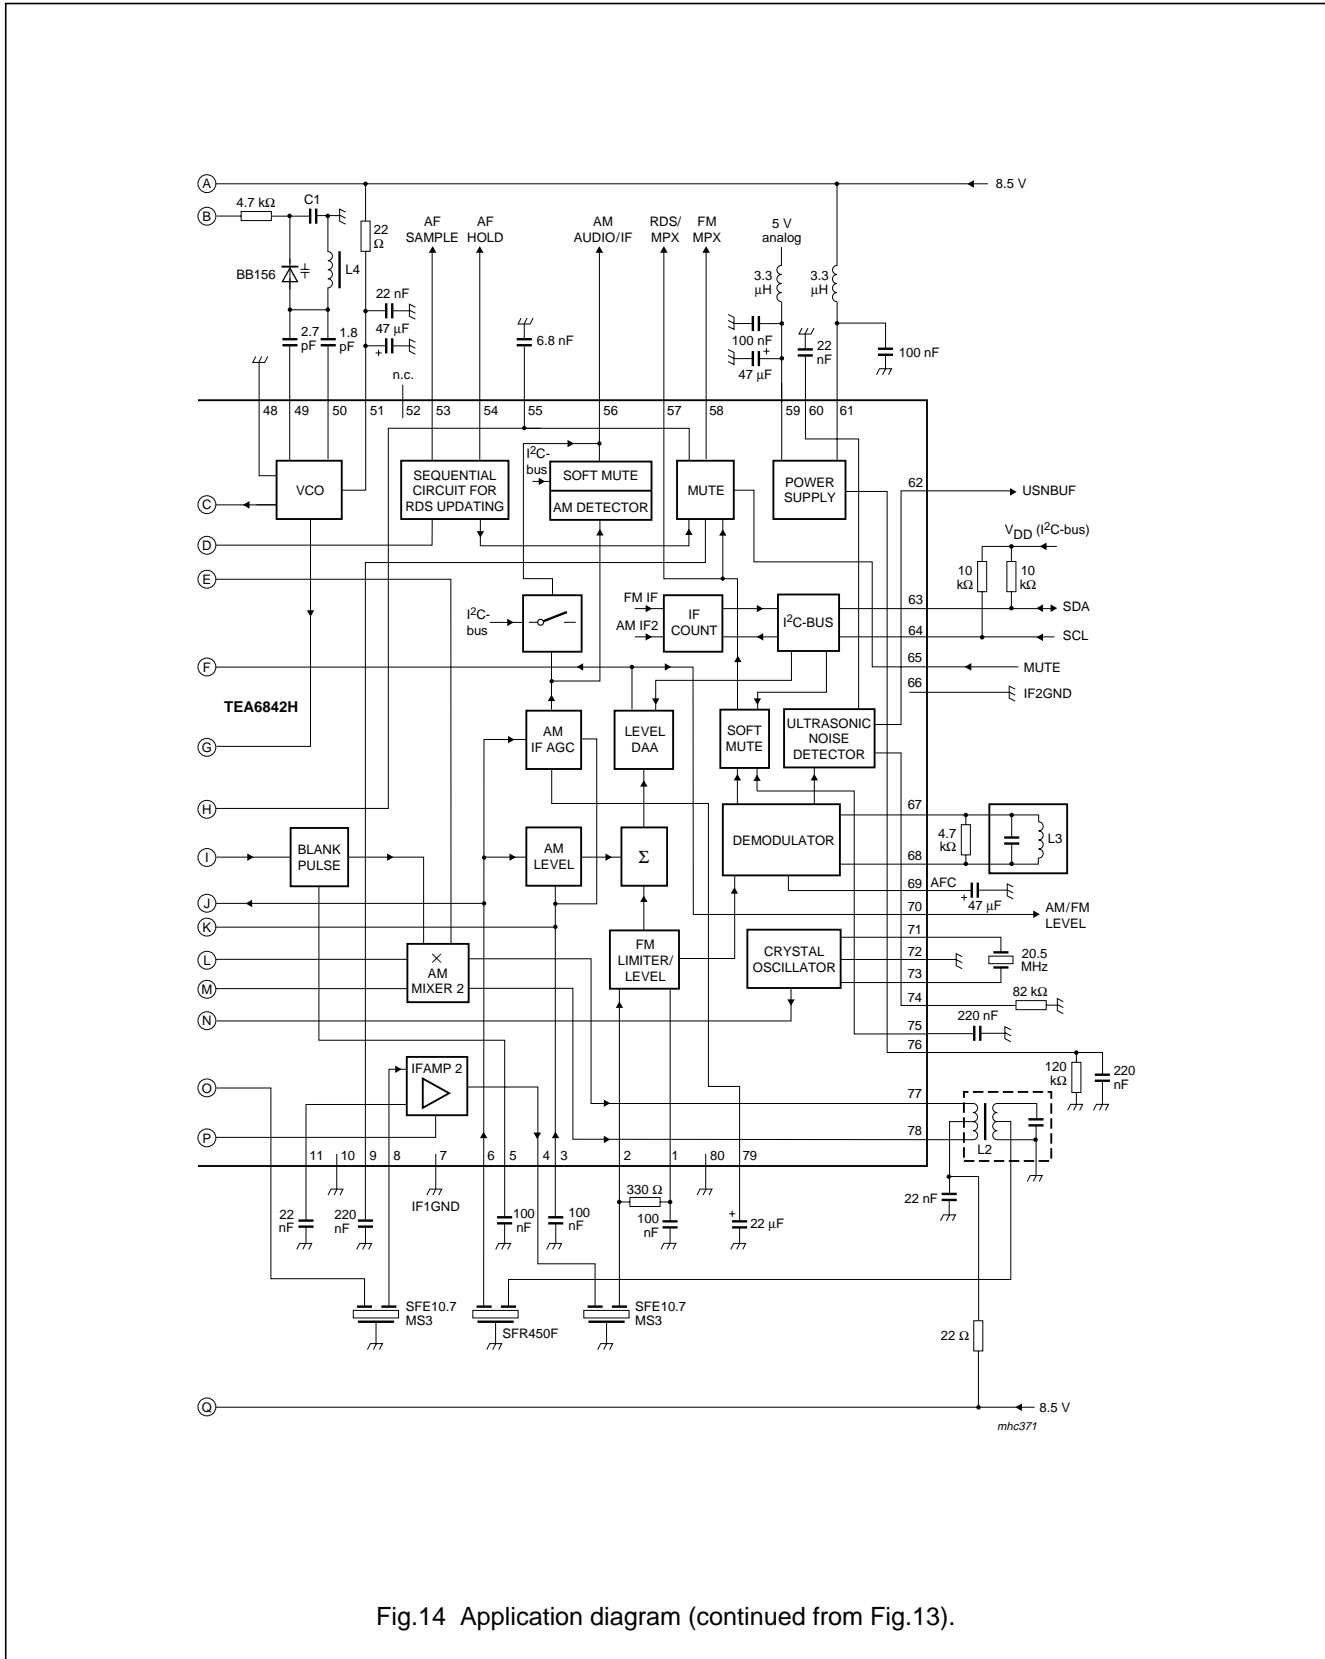 A
8.5 V
B
4.7 kΩ
C1
22
Ω
AF
SAMPLE
AF
HOLD
AM
AUDIO/IF
RDS/
MPX
FM
MPX
5 V
analog
BB156
L4
3.3
μH
3.3
μH
22 nF
47 μF
+
2.7
pF
1.8
pF
6.8 nF
100 nF
+
47 μF
22
nF
100 nF
n.c.
48
49
50
51
52
53
54
55
56
57
58
59
60
61
VCO
SEQUENTIAL
CIRCUIT FOR
RDS UPDATING
I2C-
bus
SOFT MUTE
AM DETECTOR
MUTE
POWER
SUPPLY
62
USNBUF
C
D
E
VDD (I2C-bus)
10
kΩ
10
kΩ
I2C-
bus
FM IF
AM IF2
IF
COUNT
I2C-BUS
63
SDA
64
SCL
65
MUTE
66
IF2GND
F
TEA6842H
G
AM
IF AGC
LEVEL
DAA
SOFT
MUTE
ULTRASONIC
NOISE
DETECTOR
H
67
DEMODULATOR
4.7
kΩ
L3
68
I
BLANK
PULSE
AM
LEVEL
Σ
69
AFC
+
47 μF
J
70
AM/FM
LEVEL
K
L
×
AM
MIXER 2
FM
LIMITER/
LEVEL
CRYSTAL
OSCILLATOR
71
72
73
20.5
MHz
M
74
82 kΩ
N
75
220 nF
76
120
kΩ
220
nF
O
IFAMP 2
77
P
78
L2
11
10
9
8
7
6
5
4
3
2
1
80
79
IF1GND
22
nF
220
nF
100
nF
100
nF
330 Ω
100
nF
+
22 μF
22 nF
SFE10.7
MS3
SFR450F
SFE10.7
MS3
22 Ω
Q
8.5 V
mhc371
Fig.14 Application diagram (continued from Fig.13).